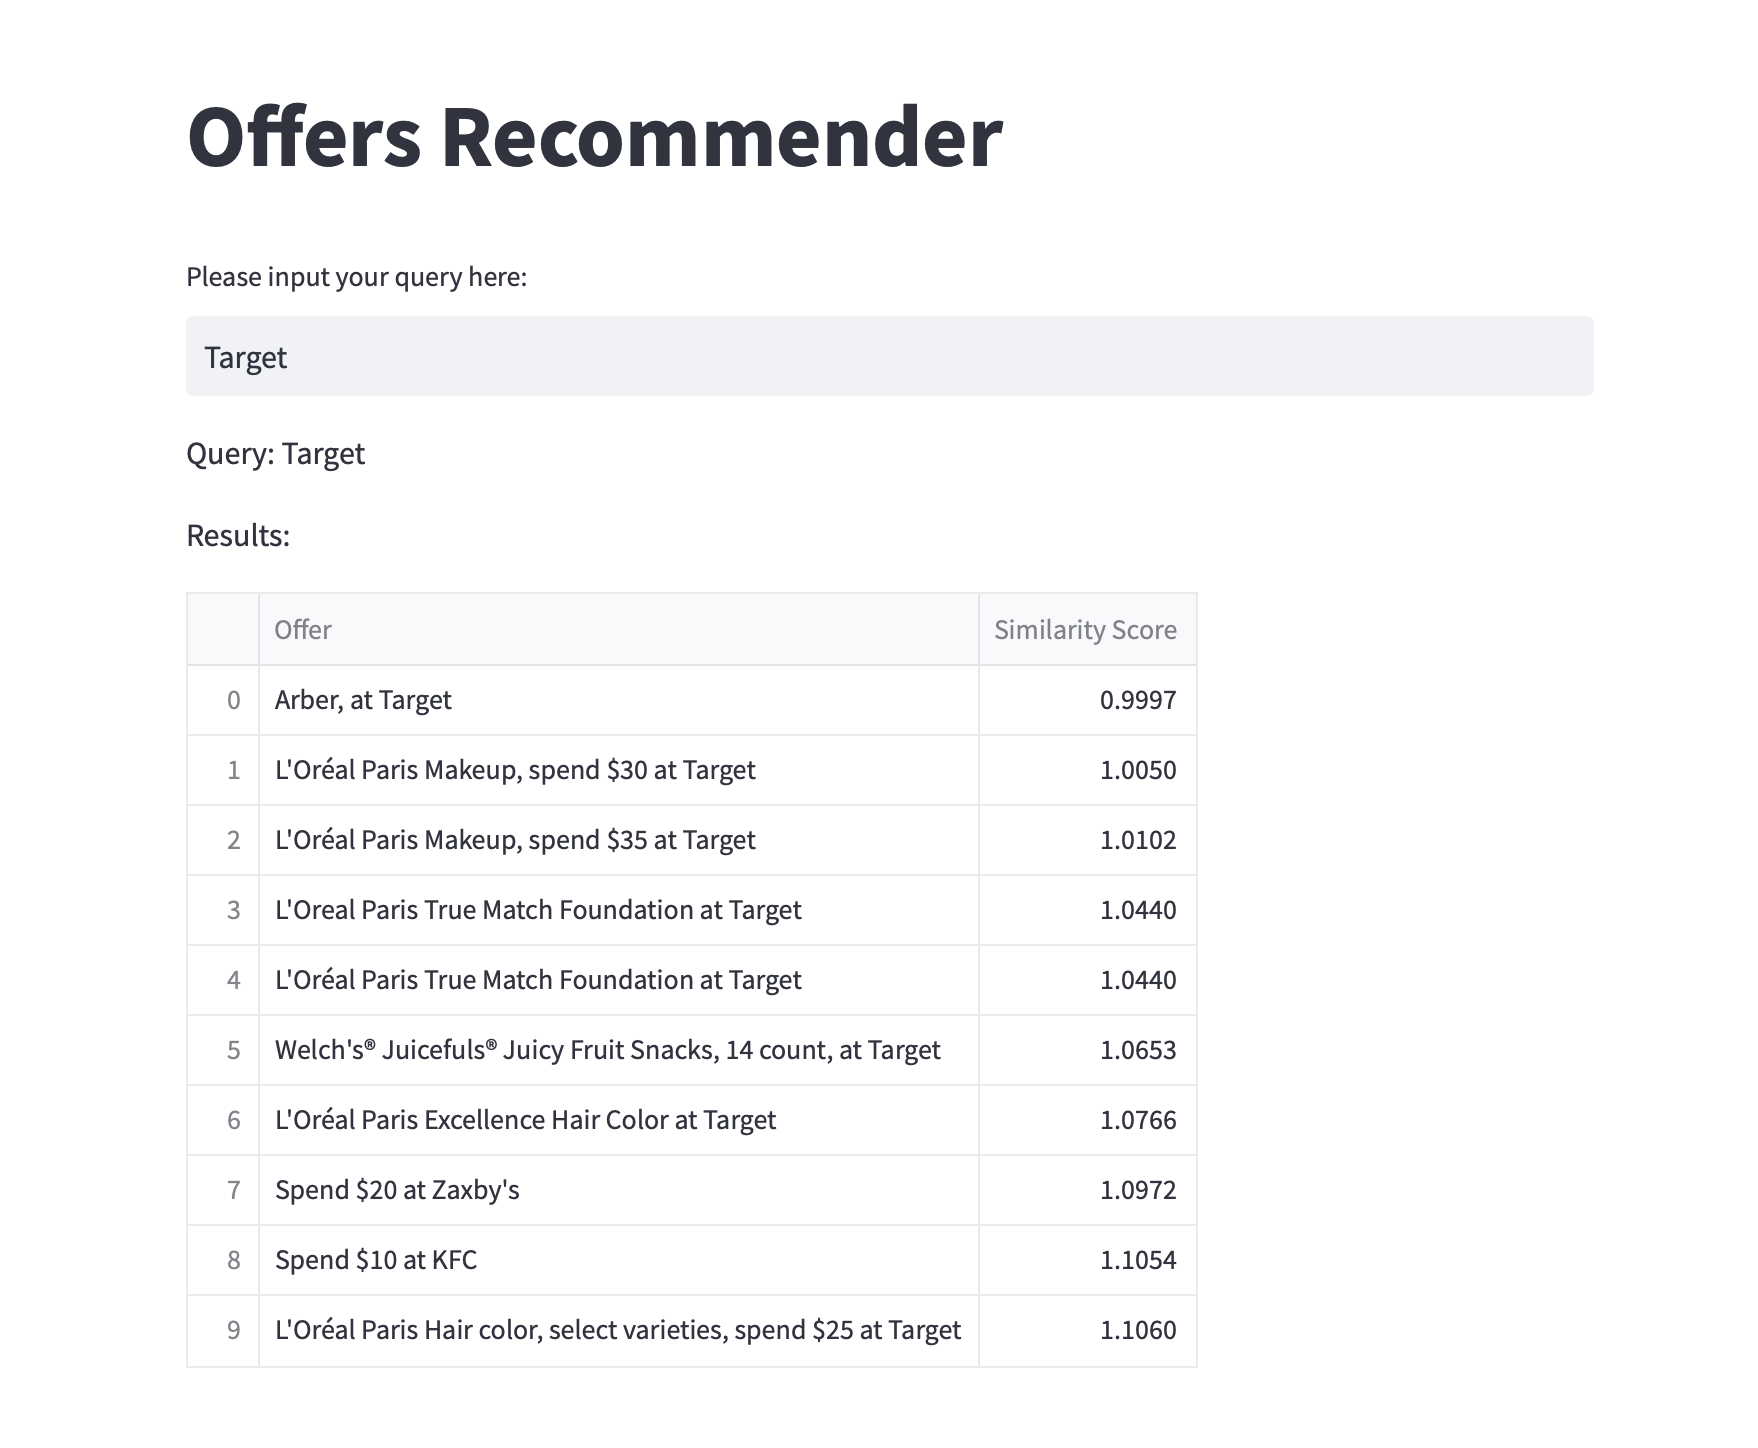 Offers Recommender
Please input your query here:
Target
Query: Target
Results:
Offer Similarity Score
0 Arber, at Target 0.9997
1 L'Oréal Paris Makeup, spend $30 at Target 1.0050
2 L'Oréal Paris Makeup, spend $35 at Target 1.0102
3 L'Oreal Paris True Match Foundation at Target 1.0440
4 L'Oréal Paris True Match Foundation at Target 1.0440
5 Welch's® Juicefuls® Juicy Fruit Snacks, 14 count, at Target 1.0653
6 L'Oréal Paris Excellence Hair Color at Target 1.0766
7 Spend $20 at Zaxby's 1.0972
8 Spend $10 at KFC 1.1054
9 L'Oréal Paris Hair color, select varieties, spend $25 at Target 1.1060